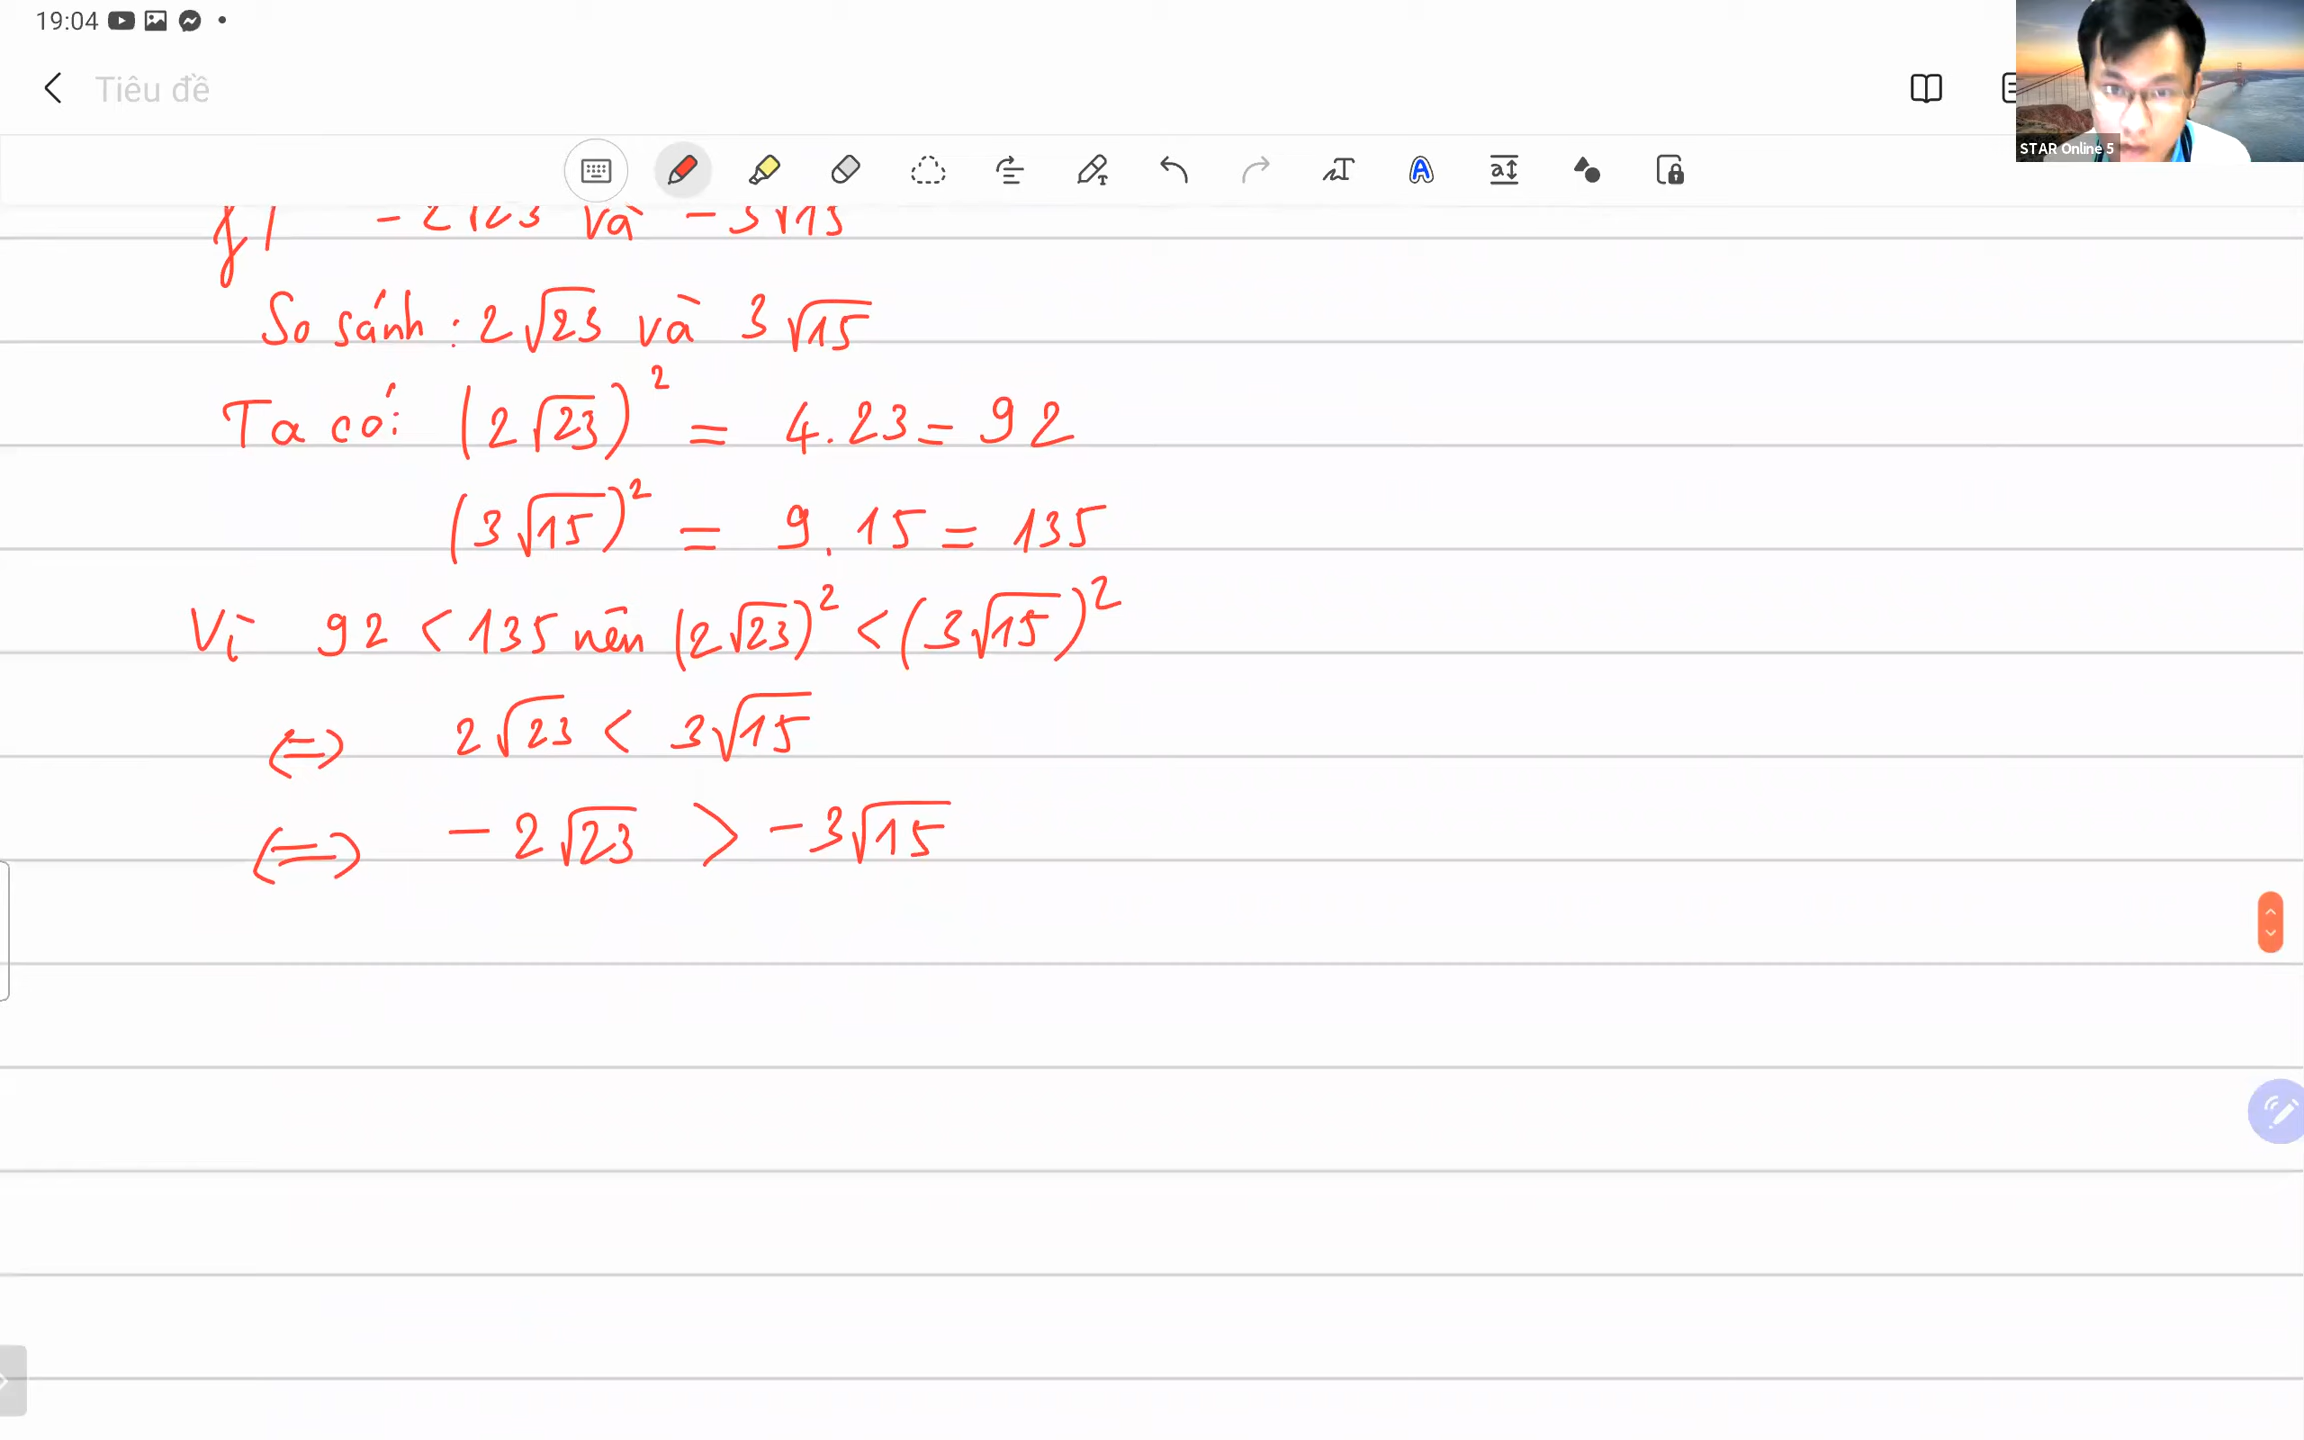 19:04
Tiêu đề
STAR Online 5
g/ -2√23 và -3√15
So sánh: 2√23 và 3√15
Ta có: (2√23)² = 4.23 = 92
(3√15)² = 9.15 = 135
Vì 92 < 135 nên (2√23)² < (3√15)²
⇔ 2√23 < 3√15
⇔ -2√23 > -3√15